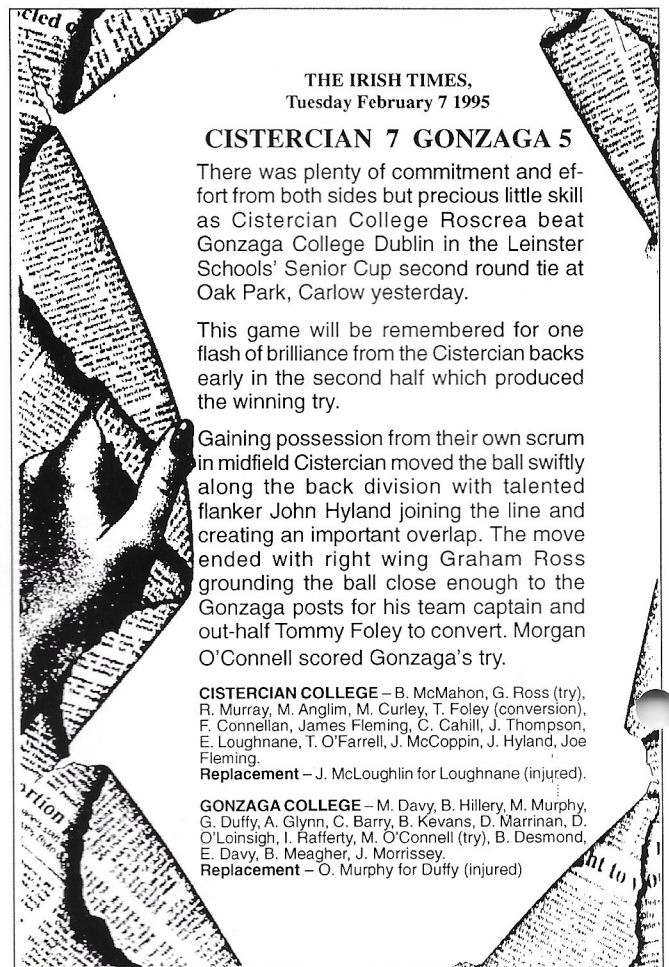 THE IRISH TIMES,
Tuesday February 7 1995
CISTERCIAN 7 GONZAGA 5
There was plenty of commitment and ef-
fort from both sides but precious little skill
as Cistercian College Roscrea beat
Gonzaga College Dublin in the Leinster
Schools' Senior Cup second round tie at
Oak Park, Carlow yesterday.
This game will be remembered for one
flash of brilliance from the Cistercian backs
early in the second half which produced
the winning try.
Gaining possession from their own scrum
in midfield Cistercian moved the ball swiftly
along the back division with talented
flanker John Hyland joining the line and
creating an important overlap. The move
ended with right wing Graham Ross
grounding the ball close enough to the
Gonzaga posts for his team captain and
out-half Tommy Foley to convert. Morgan
O'Connell scored Gonzaga's try.
CISTERCIAN COLLEGE – B. McMahon, G. Ross (try),
R. Murray, M. Anglim, M. Curley, T. Foley (conversion),
F. Connellan, James Fleming, C. Cahill, J. Thompson,
E. Loughnane, T. O'Farrell, J. McCoppin, J. Hyland, Joe
Fleming.
Replacement – J. McLoughlin for Loughnane (injured).
GONZAGA COLLEGE – M. Davy, B. Hillery, M. Murphy,
G. Duffy, A. Glynn, C. Barry, B. Kevans, D. Marrinan, D.
O'Loinsigh, I. Rafferty, M. O'Connell (try), B. Desmond,
E. Davy, B. Meagher, J. Morrissey.
Replacement – O. Murphy for Duffy (injured)